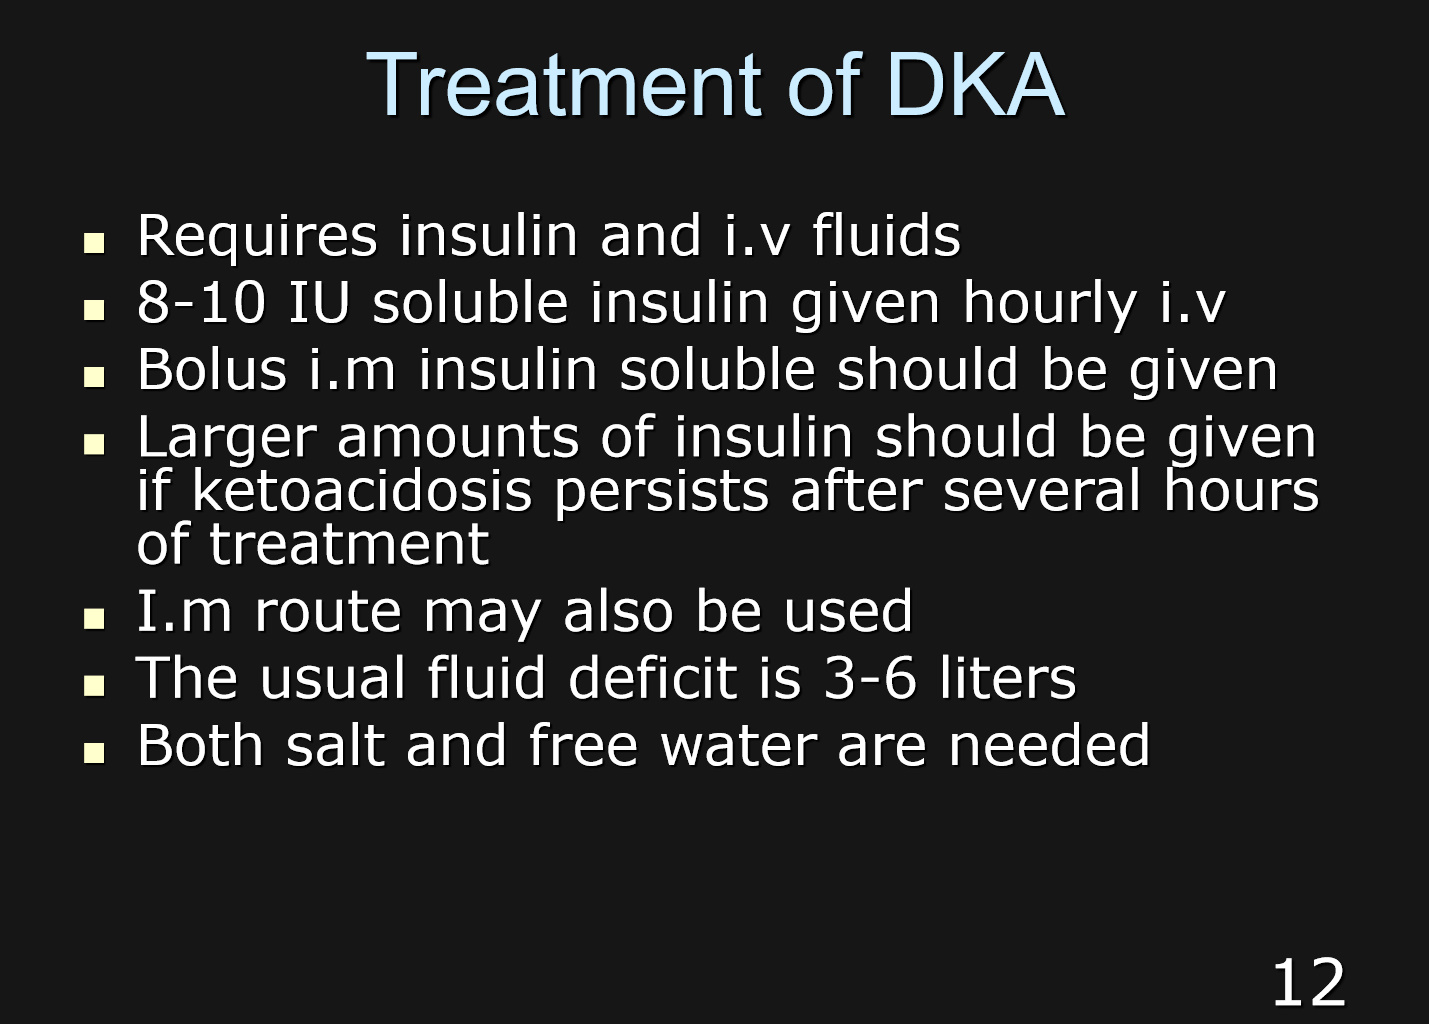 Treatment of DKA
Requires insulin and i.v fluids
8-10 IU soluble insulin given hourly i.v
Bolus i.m insulin soluble should be given
Larger amounts of insulin should be given
if ketoacidosis persists after several hours
of treatment
I.m route may also be used
The usual fluid deficit is 3-6 liters
Both salt and free water are needed
12